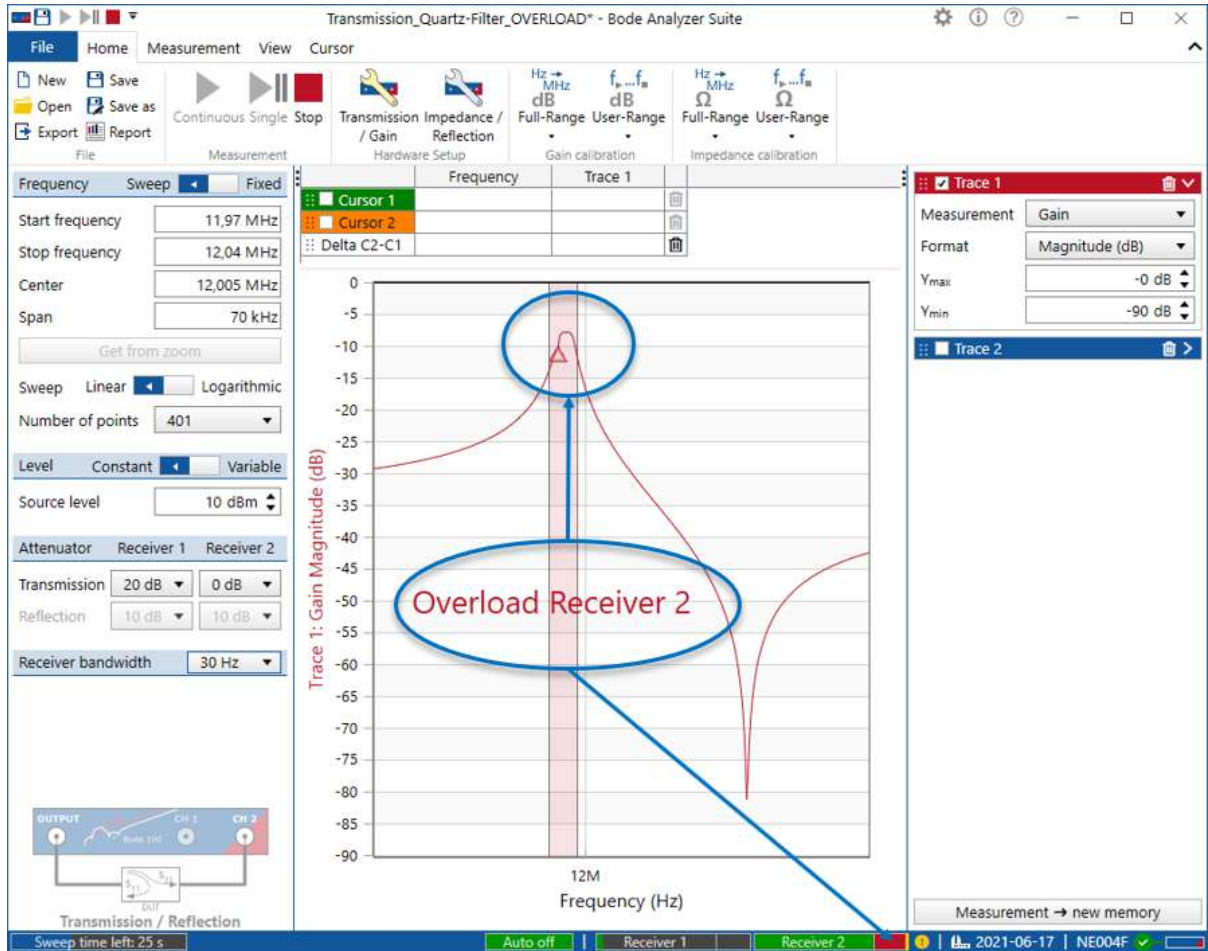 Transmission_Quartz-Filter_OVERLOAD* - Bode Analyzer Suite
File Home Measurement View Cursor
New Save
Open Save as
Export Report
File
Continuous Single Stop
Measurement
Transmission / Gain
Impedance / Reflection
Hardware Setup
Hz → MHz
dB
Full-Range
f▸...f■
dB
User-Range
Gain calibration
Hz → MHz
Ω
Full-Range
f▸...f■
Ω
User-Range
Impedance calibration
Frequency Sweep Fixed
Start frequency 11,97 MHz
Stop frequency 12,04 MHz
Center 12,005 MHz
Span 70 kHz
Get from zoom
Sweep Linear Logarithmic
Number of points 401
Level Constant Variable
Source level 10 dBm
Attenuator Receiver 1 Receiver 2
Transmission 20 dB 0 dB
Reflection 10 dB 10 dB
Receiver bandwidth 30 Hz
OUTPUT CH 1 CH 2
Bode 100
DUT
Transmission / Reflection
Frequency Trace 1
Cursor 1
Cursor 2
Delta C2-C1
Trace 1: Gain Magnitude (dB)
0
-5
-10
-15
-20
-25
-30
-35
-40
-45
-50
-55
-60
-65
-70
-75
-80
-85
-90
Overload Receiver 2
12M
Frequency (Hz)
Trace 1
Measurement Gain
Format Magnitude (dB)
Ymax -0 dB
Ymin -90 dB
Trace 2
Measurement → new memory
Sweep time left: 25 s Auto off | Receiver 1 Receiver 2 | 2021-06-17 | NE004F